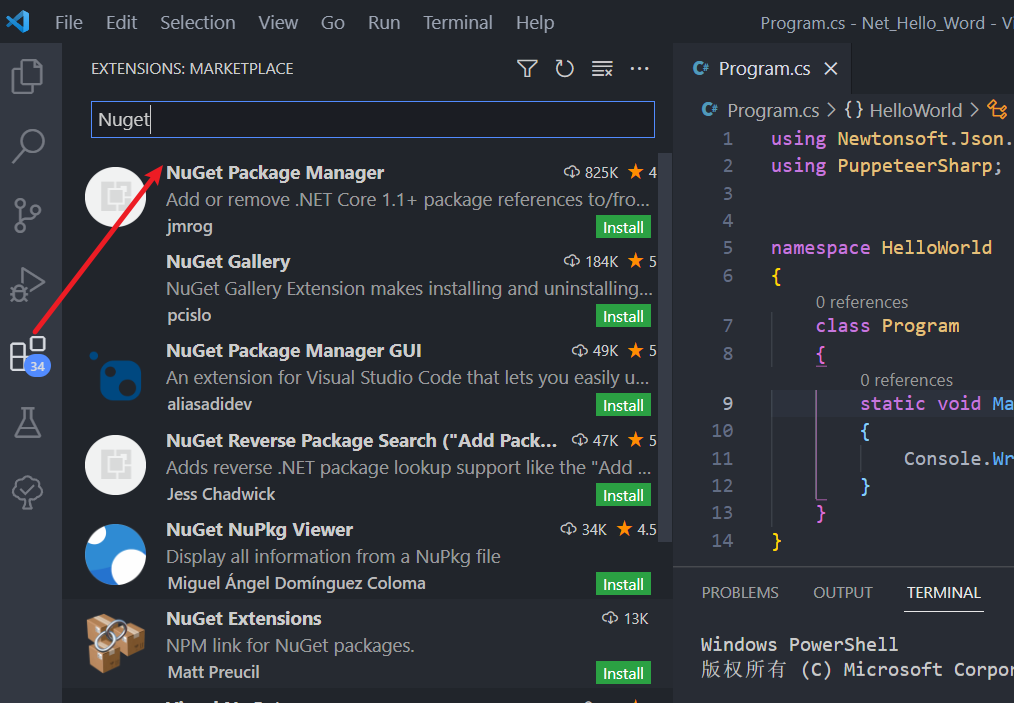 File Edit Selection View Go Run Terminal Help Program.cs - Net_Hello_Word - Vi
EXTENSIONS: MARKETPLACE
Nuget
NuGet Package Manager 825K 4
Add or remove .NET Core 1.1+ package references to/fro...
jmrog Install
NuGet Gallery 184K 5
NuGet Gallery Extension makes installing and uninstalling...
pcislo Install
NuGet Package Manager GUI 49K 5
An extension for Visual Studio Code that lets you easily u...
aliasadidev Install
NuGet Reverse Package Search ("Add Pack... 47K 5
Adds reverse .NET package lookup support like the "Add ...
Jess Chadwick Install
NuGet NuPkg Viewer 34K 4.5
Display all information from a NuPkg file
Miguel Ángel Domínguez Coloma Install
NuGet Extensions 13K
NPM link for NuGet packages.
Matt Preucil Install
34
C# Program.cs
C# Program.cs > {} HelloWorld >
1 using Newtonsoft.Json.
2 using PuppeteerSharp;
3
4
5 namespace HelloWorld
6 {
0 references
7 class Program
8 {
0 references
9 static void Ma
10 {
11 Console.Wr
12 }
13 }
14 }
PROBLEMS OUTPUT TERMINAL
Windows PowerShell
版权所有 (C) Microsoft Corpor